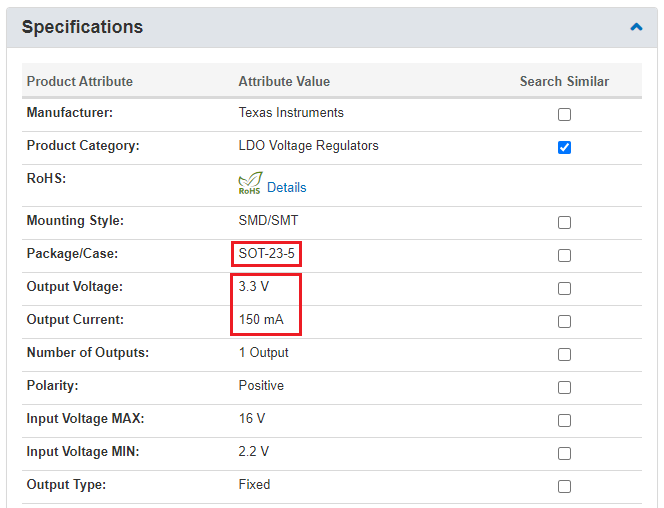 Specifications
Product Attribute Attribute Value Search Similar
Manufacturer: Texas Instruments
Product Category: LDO Voltage Regulators
RoHS: RoHS Details
Mounting Style: SMD/SMT
Package/Case: SOT-23-5
Output Voltage: 3.3 V
Output Current: 150 mA
Number of Outputs: 1 Output
Polarity: Positive
Input Voltage MAX: 16 V
Input Voltage MIN: 2.2 V
Output Type: Fixed